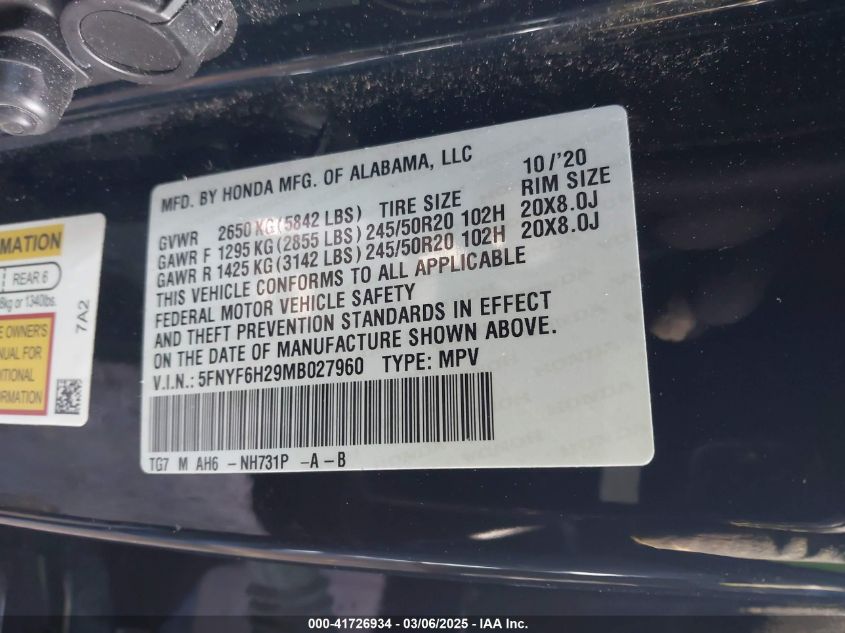 MFD. BY HONDA MFG. OF ALABAMA, LLC 10/'20
GVWR 2650 KG (5842 LBS) TIRE SIZE RIM SIZE
GAWR F 1295 KG (2855 LBS) 245/50R20 102H 20X8.0J
GAWR R 1425 KG (3142 LBS) 245/50R20 102H 20X8.0J
THIS VEHICLE CONFORMS TO ALL APPLICABLE
FEDERAL MOTOR VEHICLE SAFETY
AND THEFT PREVENTION STANDARDS IN EFFECT
ON THE DATE OF MANUFACTURE SHOWN ABOVE.
V.I.N.: 5FNYF6H29MB027960 TYPE: MPV
TG7 M AH6 -NH731P -A-B
MATION
REAR 6
8kg or 1340lbs.
E OWNER'S
NUAL FOR
DITIONAL
ORMATION
7A2
000-41726934 - 03/06/2025 - IAA Inc.